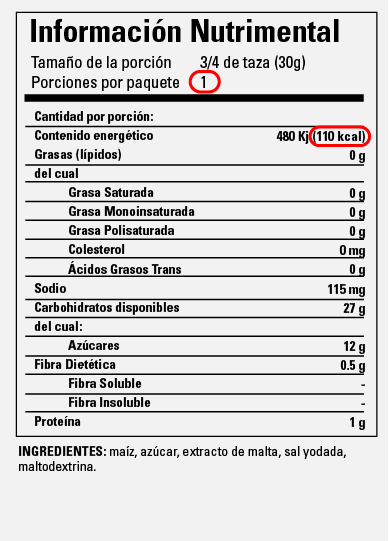 Información Nutrimental
Tamaño de la porción 3/4 de taza (30g)
Porciones por paquete 1
Cantidad por porción:
Contenido energético 480 Kj (110 kcal)
Grasas (lípidos) 0 g
del cual
Grasa Saturada 0 g
Grasa Monoinsaturada 0 g
Grasa Polisaturada 0 g
Colesterol 0 mg
Ácidos Grasos Trans 0 g
Sodio 115 mg
Carbohidratos disponibles 27 g
del cual:
Azúcares 12 g
Fibra Dietética 0.5 g
Fibra Soluble -
Fibra Insoluble -
Proteína 1 g
INGREDIENTES: maíz, azúcar, extracto de malta, sal yodada,
maltodextrina.